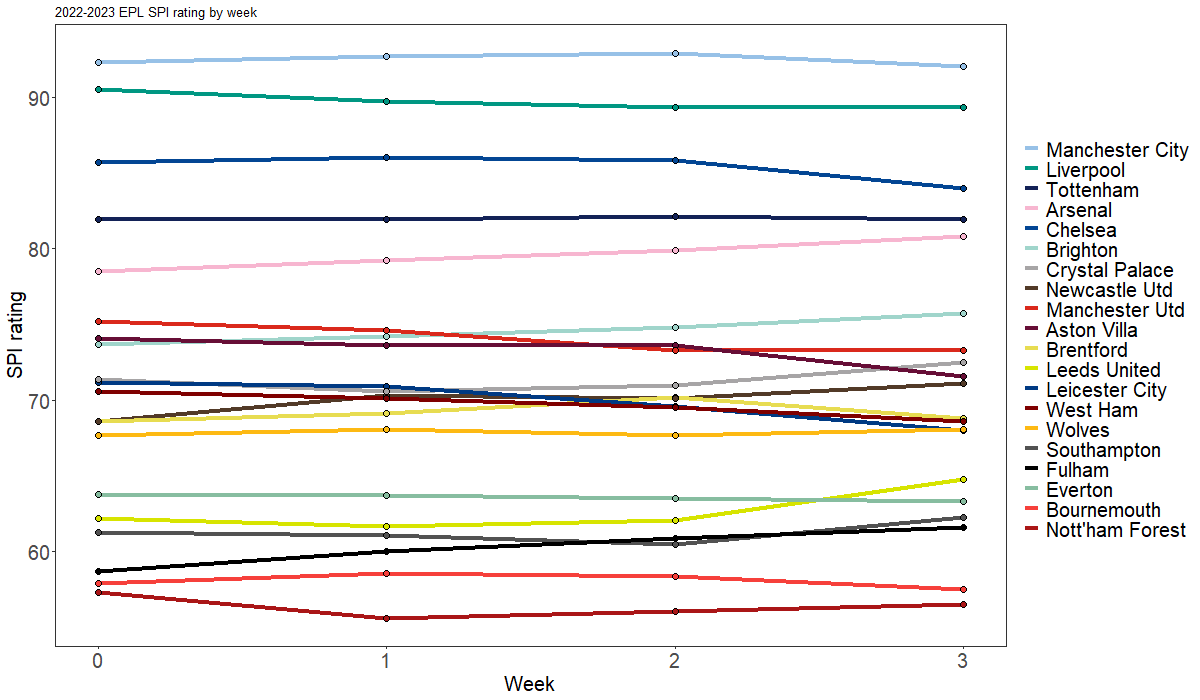 2022-2023 EPL SPI rating by week
90
80
70
60
SPI rating
0
1
2
3
Week
Manchester City
Liverpool
Tottenham
Arsenal
Chelsea
Brighton
Crystal Palace
Newcastle Utd
Manchester Utd
Aston Villa
Brentford
Leeds United
Leicester City
West Ham
Wolves
Southampton
Fulham
Everton
Bournemouth
Nott'ham Forest